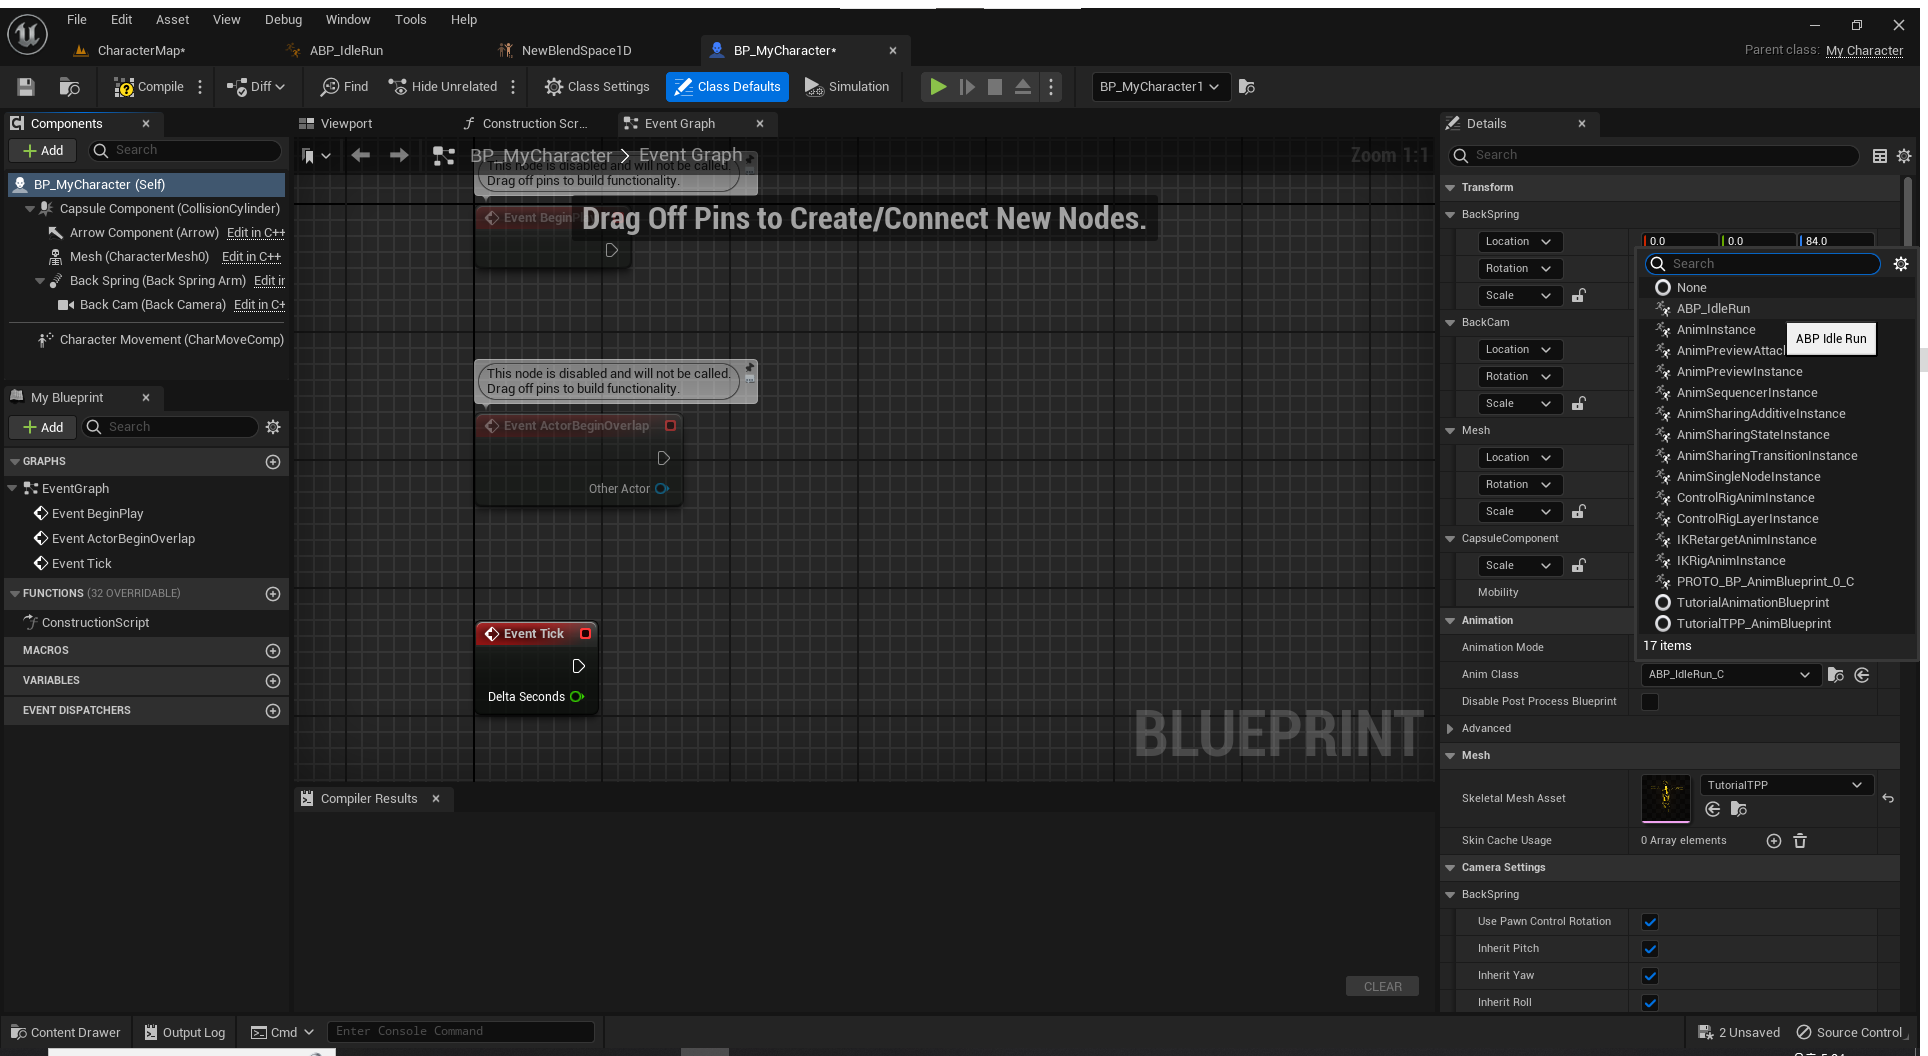 File Edit Asset View Debug Window Tools Help
CharacterMap* ABP_IdleRun NewBlendSpace1D BP_MyCharacter*
Parent class: My Character
Compile Diff Find Hide Unrelated Class Settings Class Defaults Simulation BP_MyCharacter1
Components
Add Search
BP_MyCharacter (Self)
Capsule Component (CollisionCylinder)
Arrow Component (Arrow) Edit in C++
Mesh (CharacterMesh0) Edit in C++
Back Spring (Back Spring Arm) Edit ir
Back Cam (Back Camera) Edit in C+
Character Movement (CharMoveComp)
My Blueprint
Add Search
GRAPHS
EventGraph
Event BeginPlay
Event ActorBeginOverlap
Event Tick
FUNCTIONS (32 OVERRIDABLE)
ConstructionScript
MACROS
VARIABLES
EVENT DISPATCHERS
Viewport Construction Scr... Event Graph
BP_MyCharacter > Event Graph
Zoom 1:1
This node is disabled and will not be called.
Drag off pins to build functionality.
Event BeginPl
Drag Off Pins to Create/Connect New Nodes.
This node is disabled and will not be called.
Drag off pins to build functionality.
Event ActorBeginOverlap
Other Actor
Event Tick
Delta Seconds
BLUEPRINT
Compiler Results
CLEAR
Details
Search
Transform
BackSpring
Location 0.0 0.0 84.0
Rotation
Scale
BackCam
Location
Rotation
Scale
Mesh
Location
Rotation
Scale
CapsuleComponent
Scale
Mobility
Search
None
ABP_IdleRun
AnimInstance
AnimPreviewAttacl
ABP Idle Run
AnimPreviewInstance
AnimSequencerInstance
AnimSharingAdditiveInstance
AnimSharingStateInstance
AnimSharingTransitionInstance
AnimSingleNodeInstance
ControlRigAnimInstance
ControlRigLayerInstance
IKRetargetAnimInstance
IKRigAnimInstance
PROTO_BP_AnimBlueprint_0_C
TutorialAnimationBlueprint
TutorialTPP_AnimBlueprint
17 items
Animation
Animation Mode
Anim Class ABP_IdleRun_C
Disable Post Process Blueprint
Advanced
Mesh
Skeletal Mesh Asset TutorialTPP
Skin Cache Usage 0 Array elements
Camera Settings
BackSpring
Use Pawn Control Rotation
Inherit Pitch
Inherit Yaw
Inherit Roll
Content Drawer Output Log Cmd Enter Console Command
2 Unsaved Source Control